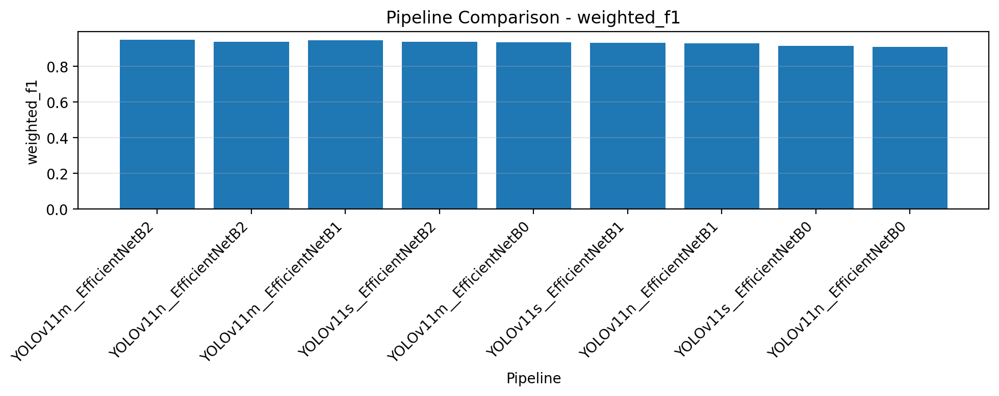 Pipeline Comparison - weighted_f1
weighted_f1
0.8
0.6
0.4
0.2
0.0
YOLOv11m__EfficientNetB2
YOLOv11n__EfficientNetB2
YOLOv11m__EfficientNetB1
YOLOv11s__EfficientNetB2
YOLOv11m__EfficientNetB0
YOLOv11s__EfficientNetB1
YOLOv11n__EfficientNetB1
YOLOv11s__EfficientNetB0
YOLOv11n__EfficientNetB0
Pipeline